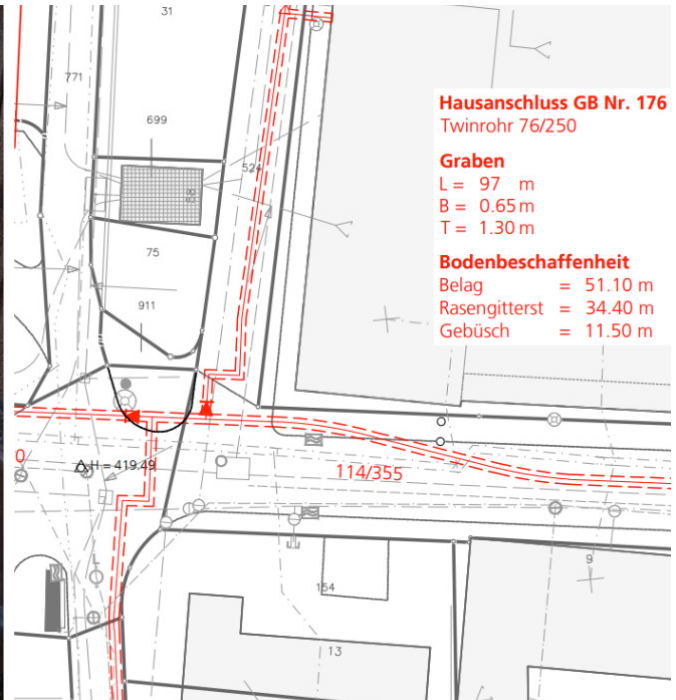 31
771
699
524
88
75
911
Hausanschluss GB Nr. 176
Twinrohr 76/250
Graben
L = 97 m
B = 0.65 m
T = 1.30 m
Bodenbeschaffenheit
Belag = 51.10 m
Rasengitterst = 34.40 m
Gebüsch = 11.50 m
0
H = 419.49
114/355
L
154
9
13